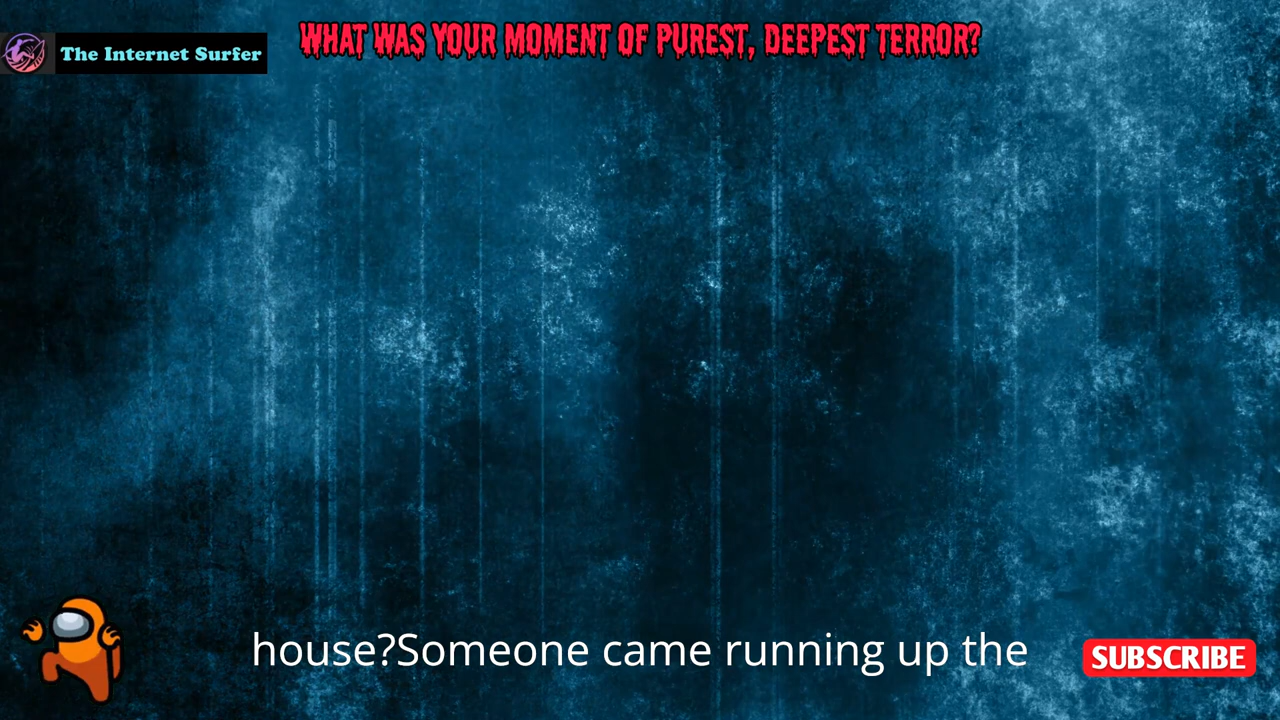 WHAT WAS YOUR MOMENT OF PUREST, DEEPEST TERROR?
The Internet Surfer
house?Someone came running up the
SUBSCRIBE